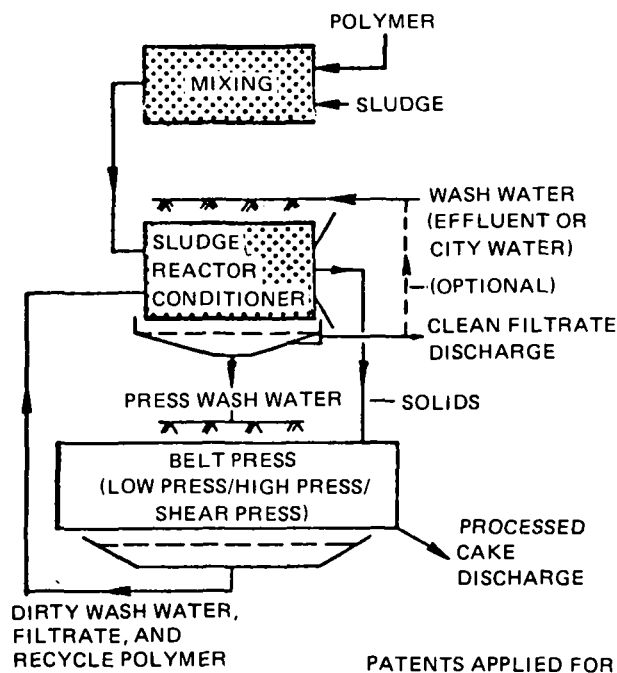 POLYMER
MIXING
SLUDGE
WASH WATER
(EFFLUENT OR
CITY WATER)
SLUDGE
REACTOR
CONDITIONER
(OPTIONAL)
CLEAN FILTRATE
DISCHARGE
PRESS WASH WATER
SOLIDS
BELT PRESS
(LOW PRESS/HIGH PRESS/
SHEAR PRESS)
PROCESSED
CAKE
DISCHARGE
DIRTY WASH WATER,
FILTRATE, AND
RECYCLE POLYMER
PATENTS APPLIED FOR